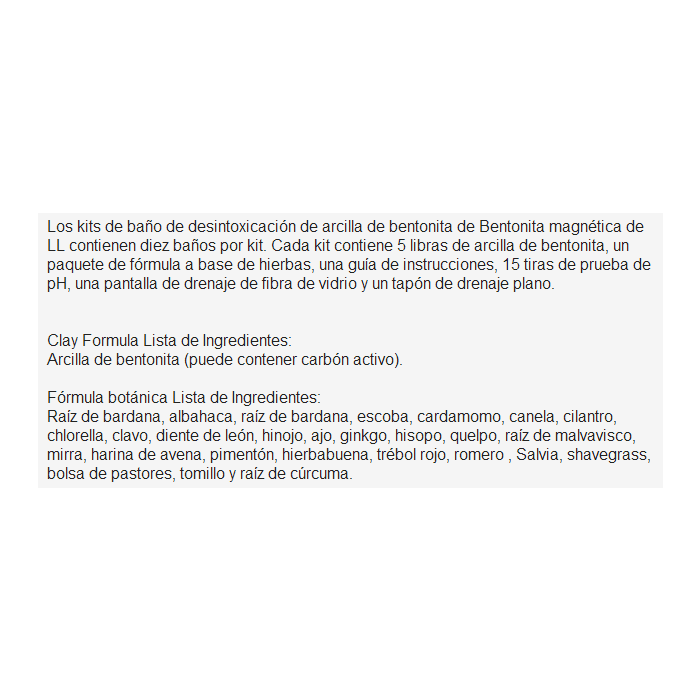 Los kits de baño de desintoxicación de arcilla de bentonita de Bentonita magnética de
LL contienen diez baños por kit. Cada kit contiene 5 libras de arcilla de bentonita, un
paquete de fórmula a base de hierbas, una guía de instrucciones, 15 tiras de prueba de
pH, una pantalla de drenaje de fibra de vidrio y un tapón de drenaje plano.
Clay Formula Lista de Ingredientes:
Arcilla de bentonita (puede contener carbón activo).
Fórmula botánica Lista de Ingredientes:
Raíz de bardana, albahaca, raíz de bardana, escoba, cardamomo, canela, cilantro,
chlorella, clavo, diente de león, hinojo, ajo, ginkgo, hisopo, quelpo, raíz de malvavisco,
mirra, harina de avena, pimentón, hierbabuena, trébol rojo, romero , Salvia, shavegrass,
bolsa de pastores, tomillo y raíz de cúrcuma.